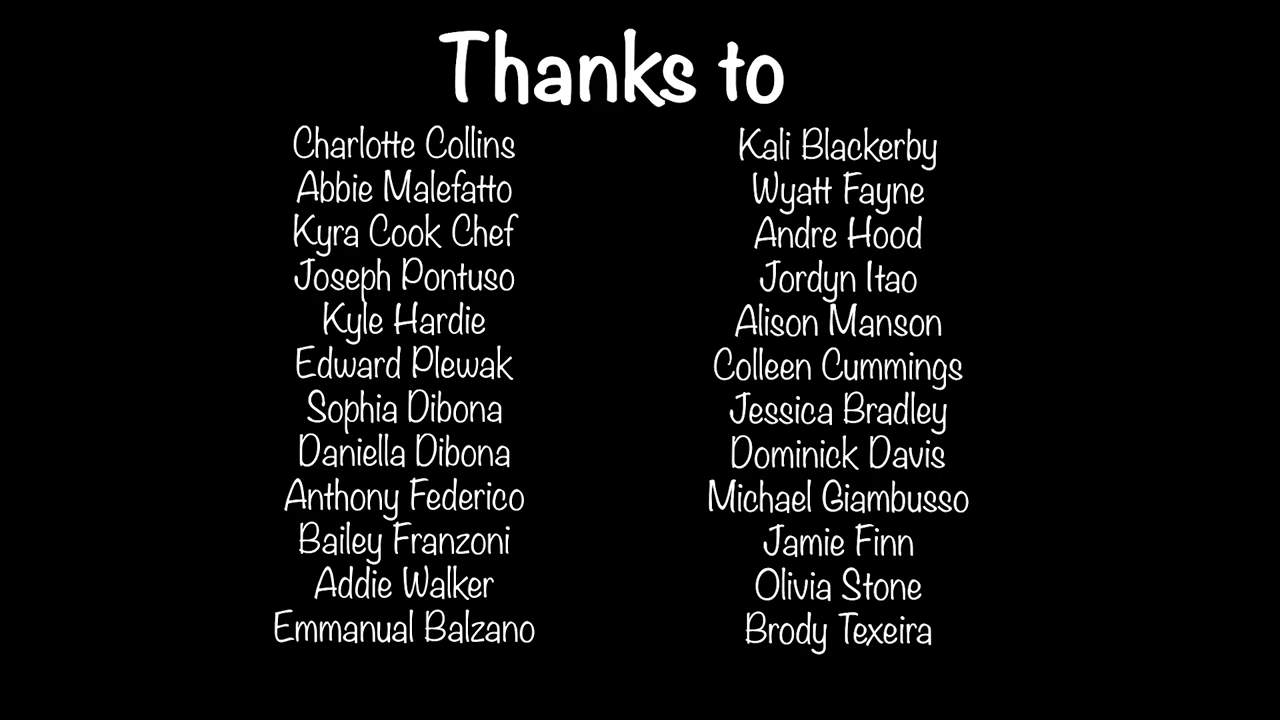 Thanks to
Charlotte Collins
Abbie Malefatto
Kyra Cook Chef
Joseph Pontuso
Kyle Hardie
Edward Plewak
Sophia Dibona
Daniella Dibona
Anthony Federico
Bailey Franzoni
Addie Walker
Emmanual Balzano
Kali Blackerby
Wyatt Fayne
Andre Hood
Jordyn Itao
Alison Manson
Colleen Cummings
Jessica Bradley
Dominick Davis
Michael Giambusso
Jamie Finn
Olivia Stone
Brody Texeira